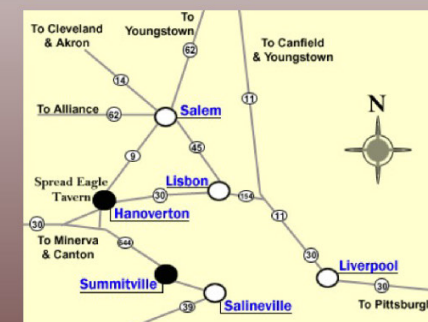 To
Youngstown
To Cleveland
& Akron
62
To Canfield
& Youngstown
14
11
To Alliance
62
Salem
N
9
45
Spread Eagle
Tavern
30
Lisbon
154
Hanoverton
11
30
To Minerva
& Canton
644
30
Liverpool
Summitville
30
39
Salineville
To Pittsburgh